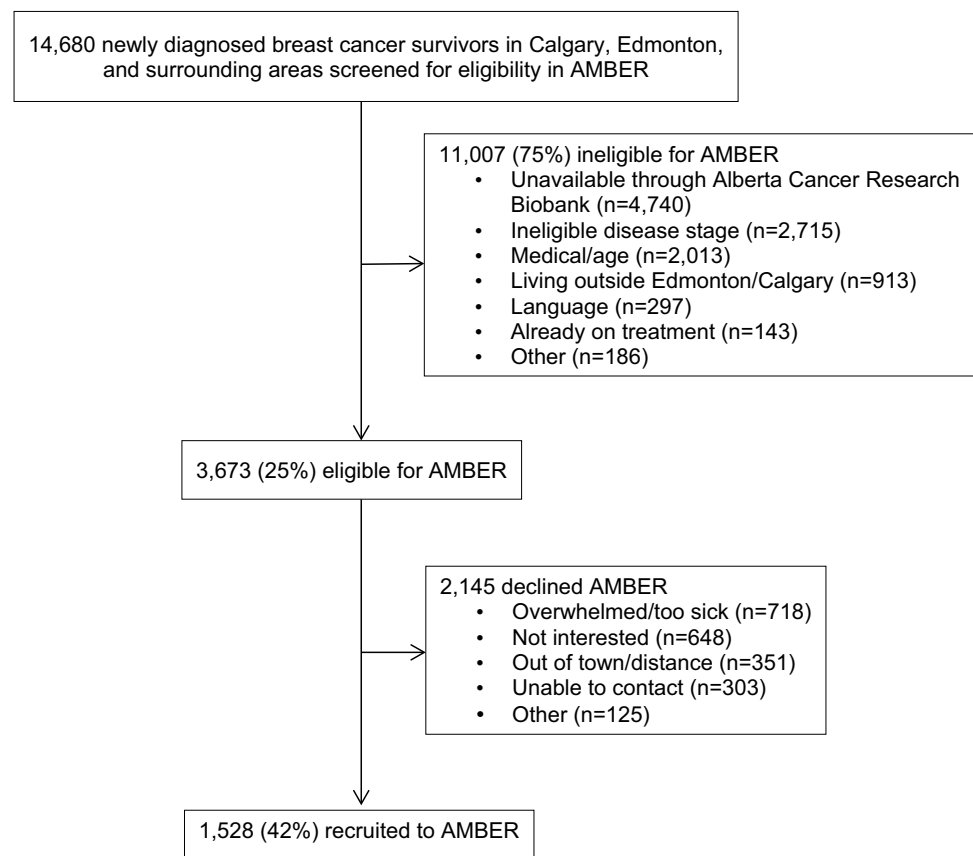 14,680 newly diagnosed breast cancer survivors in Calgary, Edmonton,
and surrounding areas screened for eligibility in AMBER
11,007 (75%) ineligible for AMBER
• Unavailable through Alberta Cancer Research
Biobank (n=4,740)
• Ineligible disease stage (n=2,715)
• Medical/age (n=2,013)
• Living outside Edmonton/Calgary (n=913)
• Language (n=297)
• Already on treatment (n=143)
• Other (n=186)
3,673 (25%) eligible for AMBER
2,145 declined AMBER
• Overwhelmed/too sick (n=718)
• Not interested (n=648)
• Out of town/distance (n=351)
• Unable to contact (n=303)
• Other (n=125)
1,528 (42%) recruited to AMBER